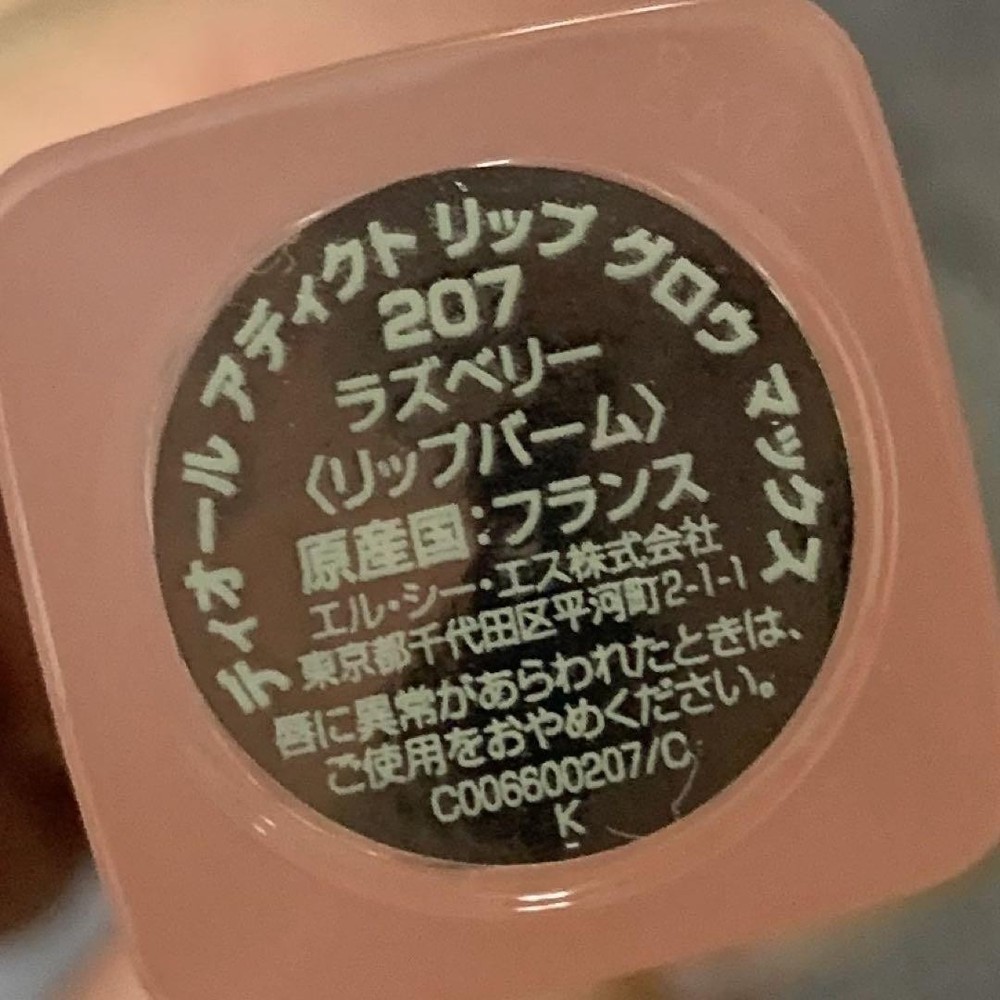 ディオール アディクト リップ グロウ マックス
207
ラズベリー
〈リップバーム〉
原産国:フランス
エル・シー・エス株式会社
東京都千代田区平河町2-1-1
唇に異常があらわれたときは、
ご使用をおやめください。
C006600207/C
K